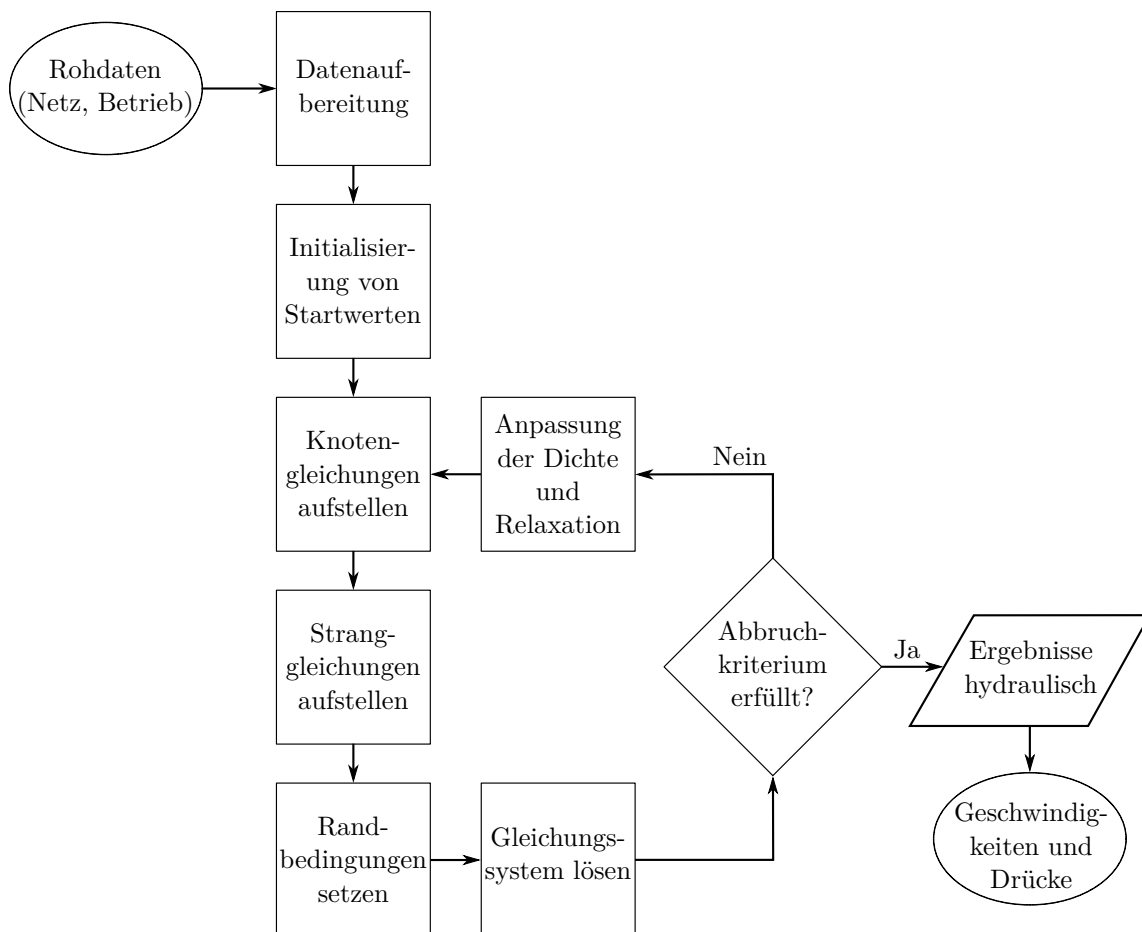 Rohdaten
(Netz, Betrieb)
Datenauf-
bereitung
Initialisier-
ung von
Startwerten
Knoten-
gleichungen
aufstellen
Anpassung
der Dichte
und
Relaxation
Nein
Strang-
gleichungen
aufstellen
Abbruch-
kriterium
erfüllt?
Ja
Ergebnisse
hydraulisch
Rand-
bedingungen
setzen
Gleichungs-
system lösen
Geschwindig-
keiten und
Drücke